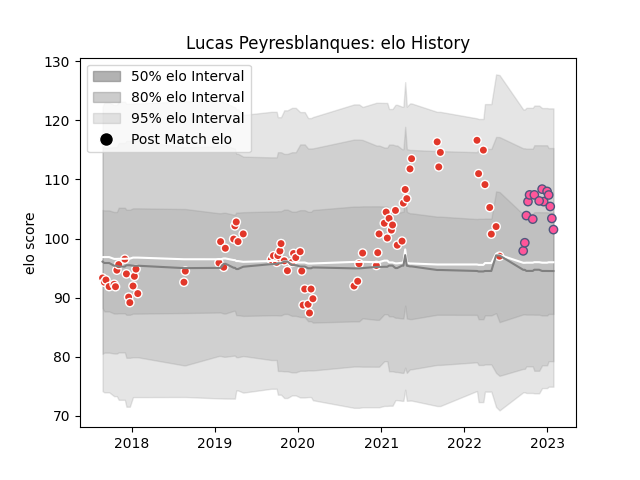 Lucas Peyresblanques: elo History
130
120
110
100
90
80
70
elo score
50% elo Interval
80% elo Interval
95% elo Interval
Post Match elo
2018
2019
2020
2021
2022
2023